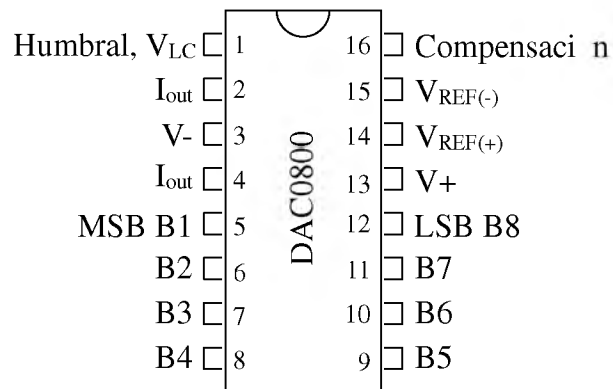 Humbral, VLC 1 16 Compensaci n
Iout 2 15 VREF(-)
V- 3 14 VREF(+)
Iout 4 13 V+
MSB B1 5 12 LSB B8
B2 6 11 B7
B3 7 10 B6
B4 8 9 B5
DAC0800